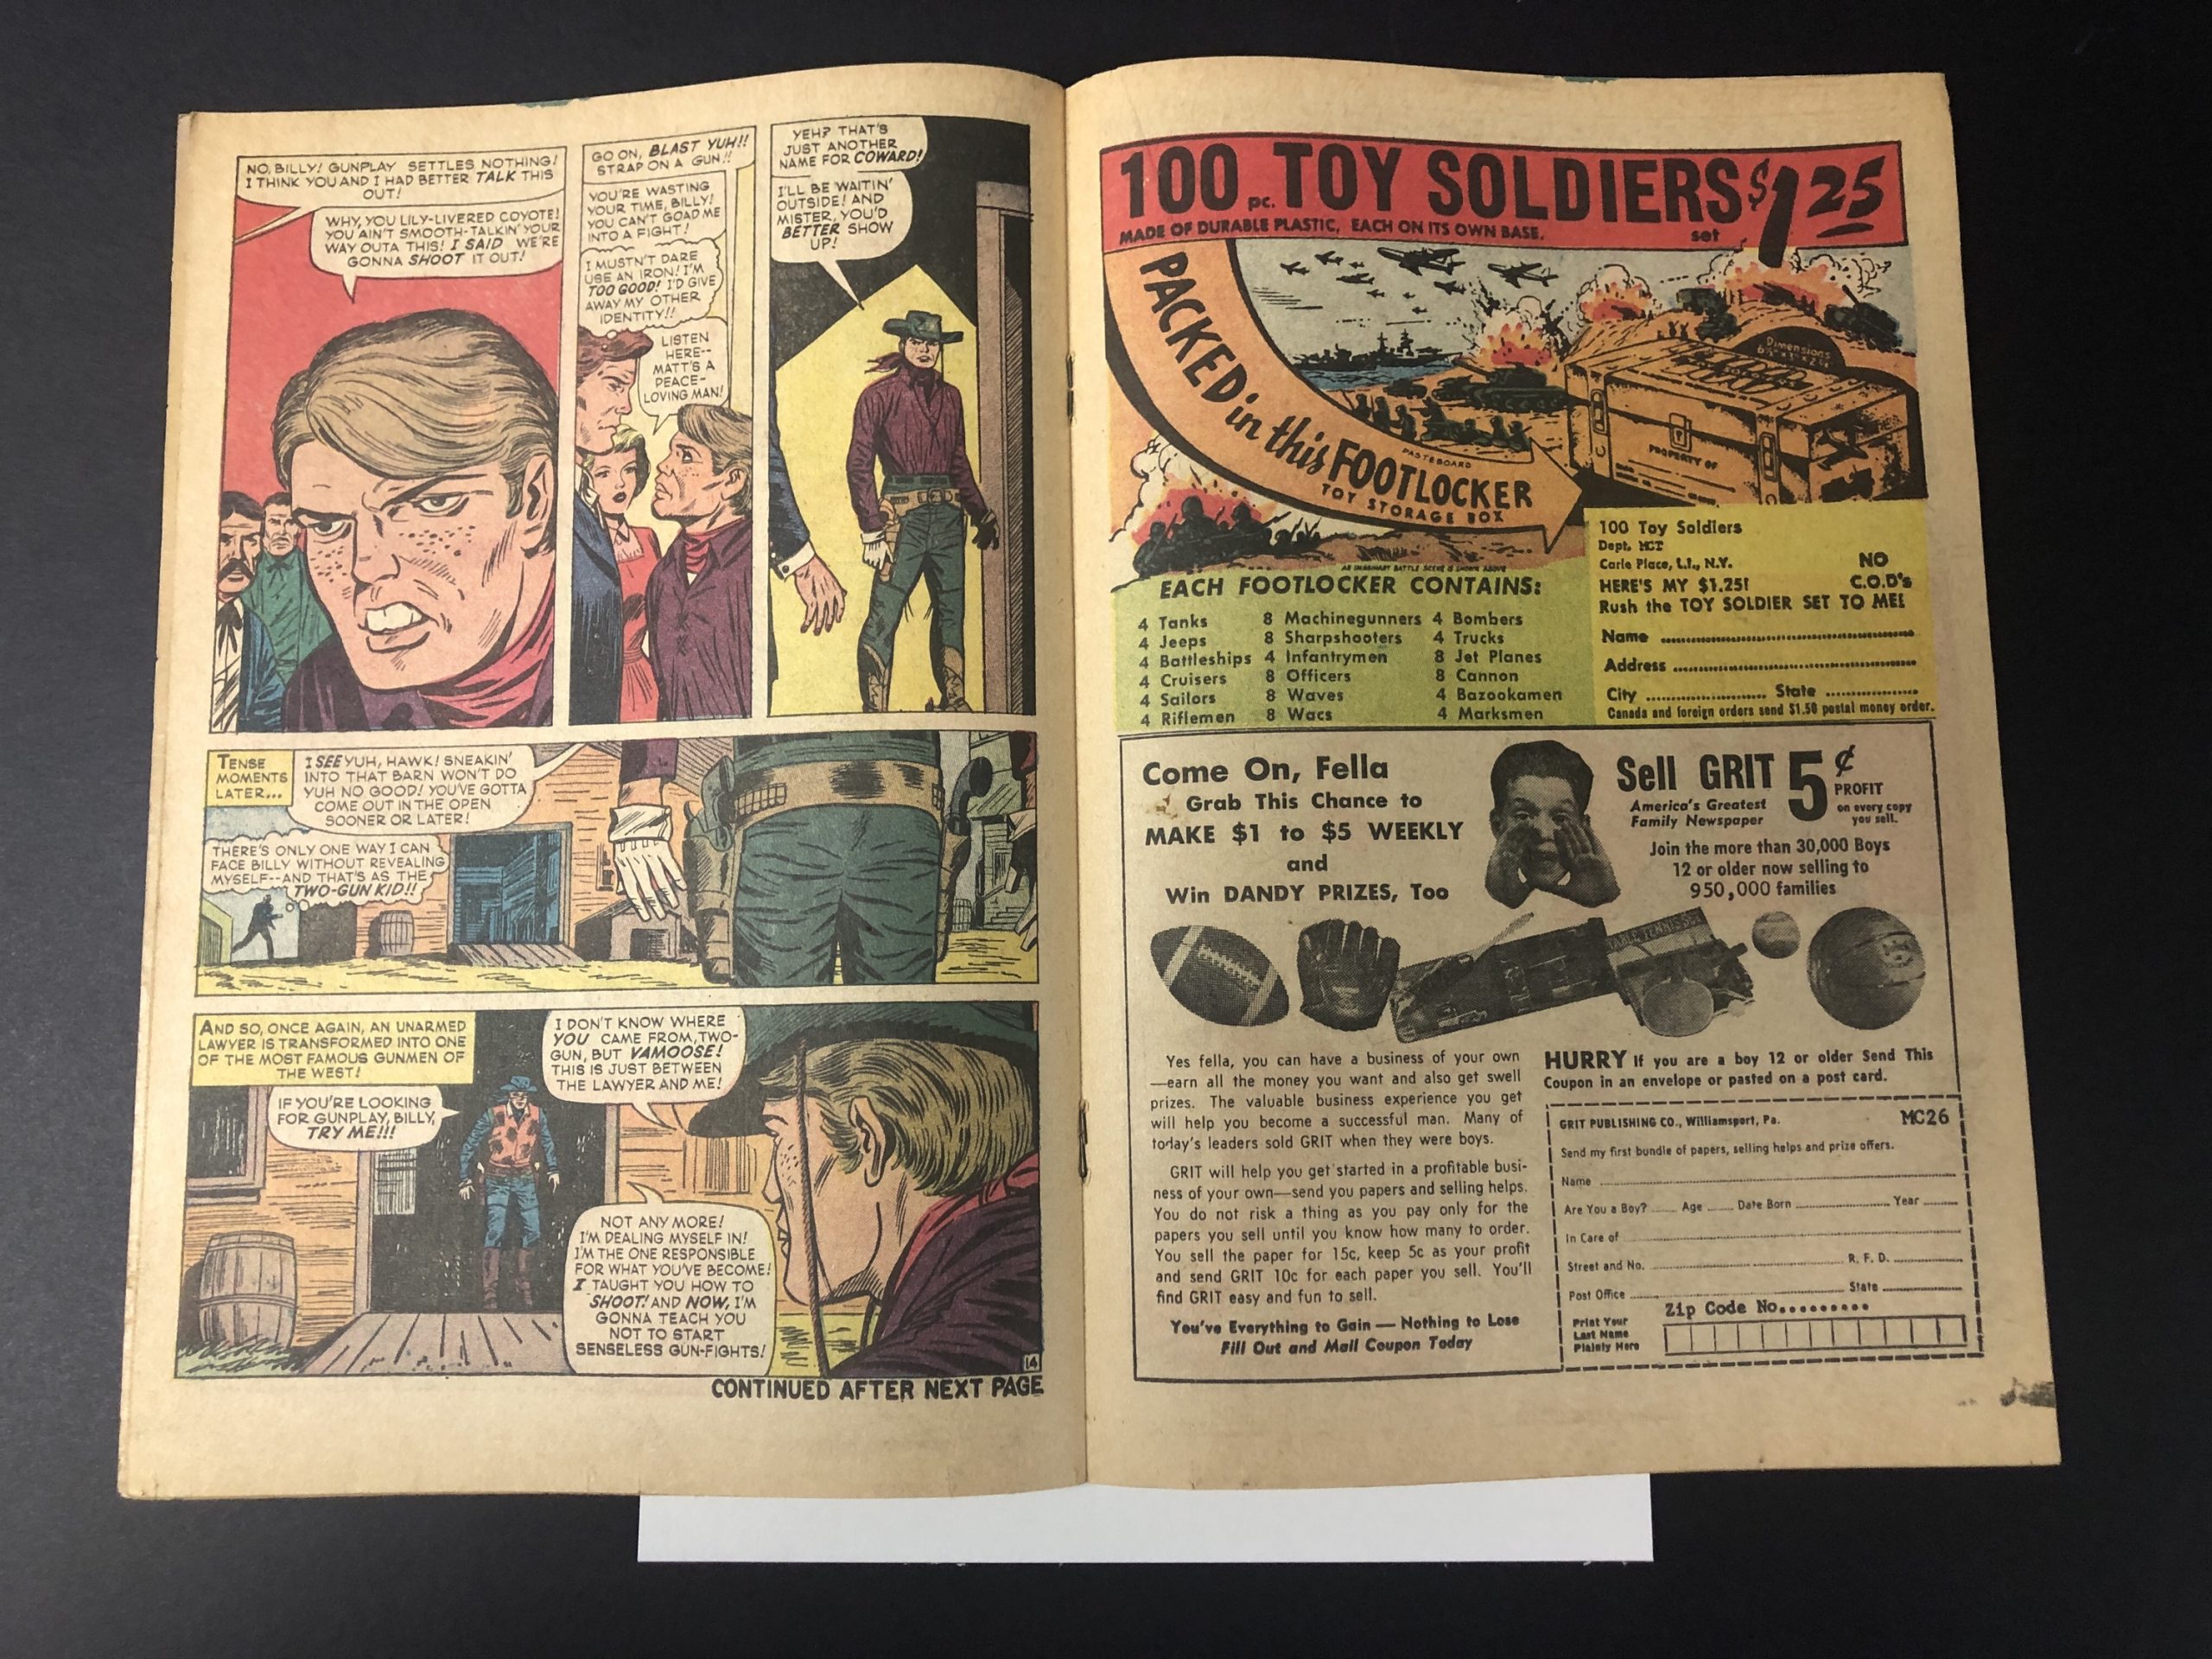 NO, BILLY! GUNPLAY SETTLES NOTHING!
I THINK YOU AND I HAD BETTER TALK THIS
OUT!
WHY, YOU LILY-LIVERED COYOTE!
YOU AIN'T SMOOTH-TALKIN' YOUR
WAY OUTA THIS! I SAID WE'RE
GONNA SHOOT IT OUT!
GO ON, BLAST YUH!!
STRAP ON A GUN!!
YOU'RE WASTING
YOUR TIME, BILLY!
YOU CAN'T GOAD ME
INTO A FIGHT!
I MUSTN'T DARE
USE AN IRON! I'M
TOO GOOD! I'D GIVE
AWAY MY OTHER
IDENTITY!!
LISTEN
HERE--
MATT'S A
PEACE-
LOVING MAN!
YEH? THAT'S
JUST ANOTHER
NAME FOR COWARD!
I'LL BE WAITIN'
OUTSIDE! AND
MISTER, YOU'D
BETTER SHOW
UP!
TENSE
MOMENTS
LATER...
I SEE YUH, HAWK! SNEAKIN'
INTO THAT BARN WON'T DO
YUH NO GOOD! YOU'VE GOTTA
COME OUT IN THE OPEN
SOONER OR LATER!
THERE'S ONLY ONE WAY I CAN
FACE BILLY WITHOUT REVEALING
MYSELF--AND THAT'S AS THE
TWO-GUN KID!!
AND SO, ONCE AGAIN, AN UNARMED
LAWYER IS TRANSFORMED INTO ONE
OF THE MOST FAMOUS GUNMEN OF
THE WEST!
IF YOU'RE LOOKING
FOR GUNPLAY, BILLY,
TRY ME!!!
I DON'T KNOW WHERE
YOU CAME FROM, TWO-
GUN, BUT VAMOOSE!
THIS IS JUST BETWEEN
THE LAWYER AND ME!
NOT ANY MORE!
I'M DEALING MYSELF IN!
I'M THE ONE RESPONSIBLE
FOR WHAT YOU'VE BECOME!
I TAUGHT YOU HOW TO
SHOOT! AND NOW, I'M
GONNA TEACH YOU
NOT TO START
SENSELESS GUN-FIGHTS!
14
CONTINUED AFTER NEXT PAGE
100 pc. TOY SOLDIERS $1.25
MADE OF DURABLE PLASTIC, EACH ON ITS OWN BASE. set
PACKED in this FOOTLOCKER
PASTEBOARD
TOY STORAGE BOX
Dimensions
PROPERTY OF
AN IMAGINARY BATTLE SCENE IS SHOWN ABOVE
EACH FOOTLOCKER CONTAINS:
4 Tanks 8 Machinegunners 4 Bombers
4 Jeeps 8 Sharpshooters 4 Trucks
4 Battleships 4 Infantrymen 8 Jet Planes
4 Cruisers 8 Officers 8 Cannon
4 Sailors 8 Waves 4 Bazookamen
4 Riflemen 8 Wacs 4 Marksmen
100 Toy Soldiers
Dept. MCT
Carle Place, L.I., N.Y. NO
HERE'S MY $1.25! C.O.D's
Rush the TOY SOLDIER SET TO ME!
Name
Address
City State
Canada and foreign orders send $1.50 postal money order.
Come On, Fella
Grab This Chance to
MAKE $1 to $5 WEEKLY
and
Win DANDY PRIZES, Too
Sell GRIT 5¢ PROFIT
on every copy
you sell.
America's Greatest
Family Newspaper
Join the more than 30,000 Boys
12 or older now selling to
950,000 families
TABLE TENNIS
Yes fella, you can have a business of your own
—earn all the money you want and also get swell
prizes. The valuable business experience you get
will help you become a successful man. Many of
today's leaders sold GRIT when they were boys.
GRIT will help you get started in a profitable busi-
ness of your own—send you papers and selling helps.
You do not risk a thing as you pay only for the
papers you sell until you know how many to order.
You sell the paper for 15c, keep 5c as your profit
and send GRIT 10c for each paper you sell. You'll
find GRIT easy and fun to sell.
You've Everything to Gain — Nothing to Lose
Fill Out and Mail Coupon Today
HURRY If you are a boy 12 or older Send This
Coupon in an envelope or pasted on a post card.
GRIT PUBLISHING CO., Williamsport, Pa. MC26
Send my first bundle of papers, selling helps and prize offers.
Name
Are You a Boy? Age Date Born Year
In Care of
Street and No. R. F. D.
Post Office State
Zip Code No.
Print Your
Last Name
Plainly Here